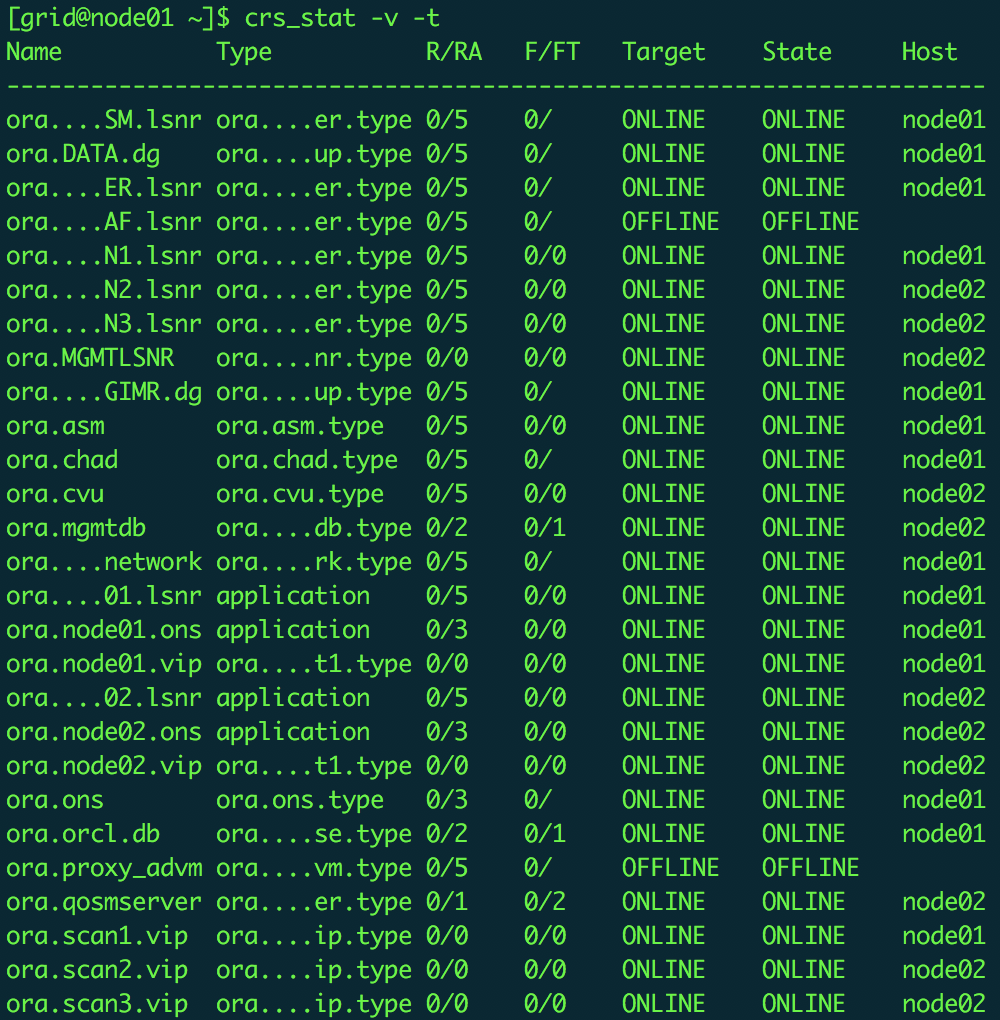 [grid@node01 ~]$ crs_stat -v -t
Name           Type           R/RA   F/FT   Target    State     Host
----------------------------------------------------------------------
ora....SM.lsnr ora....er.type 0/5    0/     ONLINE    ONLINE    node01
ora.DATA.dg    ora....up.type 0/5    0/     ONLINE    ONLINE    node01
ora....ER.lsnr ora....er.type 0/5    0/     ONLINE    ONLINE    node01
ora....AF.lsnr ora....er.type 0/5    0/     OFFLINE   OFFLINE
ora....N1.lsnr ora....er.type 0/5    0/0    ONLINE    ONLINE    node01
ora....N2.lsnr ora....er.type 0/5    0/0    ONLINE    ONLINE    node02
ora....N3.lsnr ora....er.type 0/5    0/0    ONLINE    ONLINE    node02
ora.MGMTLSNR   ora....nr.type 0/0    0/0    ONLINE    ONLINE    node02
ora....GIMR.dg ora....up.type 0/5    0/     ONLINE    ONLINE    node01
ora.asm        ora.asm.type   0/5    0/0    ONLINE    ONLINE    node01
ora.chad       ora.chad.type  0/5    0/     ONLINE    ONLINE    node01
ora.cvu        ora.cvu.type   0/5    0/0    ONLINE    ONLINE    node02
ora.mgmtdb     ora....db.type 0/2    0/1    ONLINE    ONLINE    node02
ora....network ora....rk.type 0/5    0/     ONLINE    ONLINE    node01
ora....01.lsnr application    0/5    0/0    ONLINE    ONLINE    node01
ora.node01.ons application    0/3    0/0    ONLINE    ONLINE    node01
ora.node01.vip ora....t1.type 0/0    0/0    ONLINE    ONLINE    node01
ora....02.lsnr application    0/5    0/0    ONLINE    ONLINE    node02
ora.node02.ons application    0/3    0/0    ONLINE    ONLINE    node02
ora.node02.vip ora....t1.type 0/0    0/0    ONLINE    ONLINE    node02
ora.ons        ora.ons.type   0/3    0/     ONLINE    ONLINE    node01
ora.orcl.db    ora....se.type 0/2    0/1    ONLINE    ONLINE    node01
ora.proxy_advm ora....vm.type 0/5    0/     OFFLINE   OFFLINE
ora.qosmserver ora....er.type 0/1    0/2    ONLINE    ONLINE    node02
ora.scan1.vip  ora....ip.type 0/0    0/0    ONLINE    ONLINE    node01
ora.scan2.vip  ora....ip.type 0/0    0/0    ONLINE    ONLINE    node02
ora.scan3.vip  ora....ip.type 0/0    0/0    ONLINE    ONLINE    node02